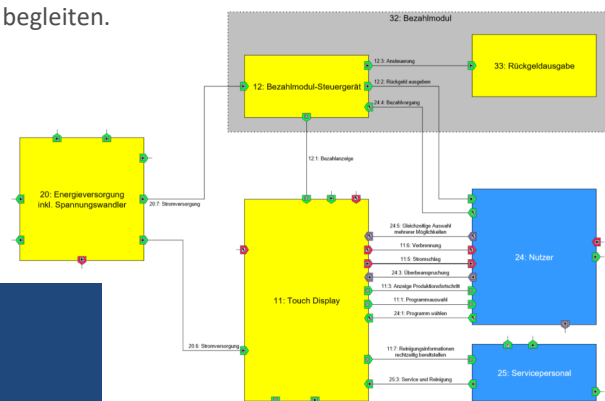 begleiten.
32: Bezahlmodul
12: Bezahlmodul-Steuergerät
12.3: Ansteuerung
12.2: Rückgeld ausgeben
24.4: Bezahlvorgang
33: Rückgeldausgabe
12.1: Bezahlanzeige
20: Energieversorgung
inkl. Spannungswandler
20.7: Stromversorgung
20.6: Stromversorgung
11: Touch Display
24.5: Gleichzeitige Auswahl
mehrerer Möglichkeiten
11.6: Verbrennung
11.5: Stromschlag
24.3: Überbeanspruchung
11.3: Anzeige Produktionsfortschritt
11.1: Programmauswahl
24.1: Programm wählen
24: Nutzer
11.7: Reinigungsinformationen
rechtzeitig bereitstellen
25.3: Service und Reinigung
25: Servicepersonal